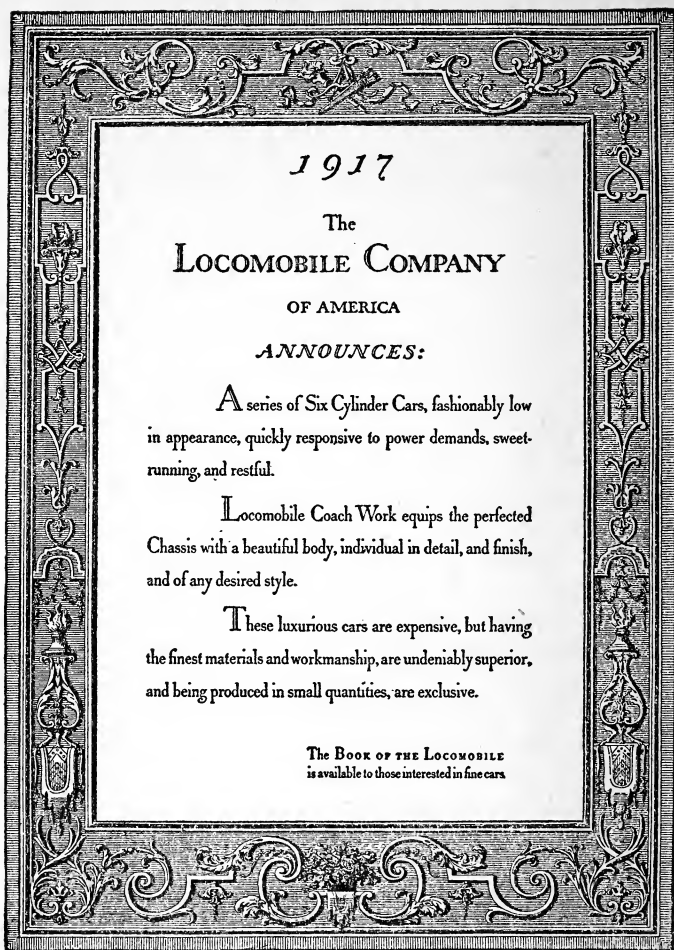 1917
The
LOCOMOBILE COMPANY
OF AMERICA
ANNOUNCES:
A series of Six Cylinder Cars, fashionably low
in appearance, quickly responsive to power demands, sweet-
running, and restful.
Locomobile Coach Work equips the perfected
Chassis with a beautiful body, individual in detail, and finish,
and of any desired style.
These luxurious cars are expensive, but having
the finest materials and workmanship, are undeniably superior,
and being produced in small quantities, are exclusive.
The BOOK OF THE LOCOMOBILE
is available to those interested in fine cars.